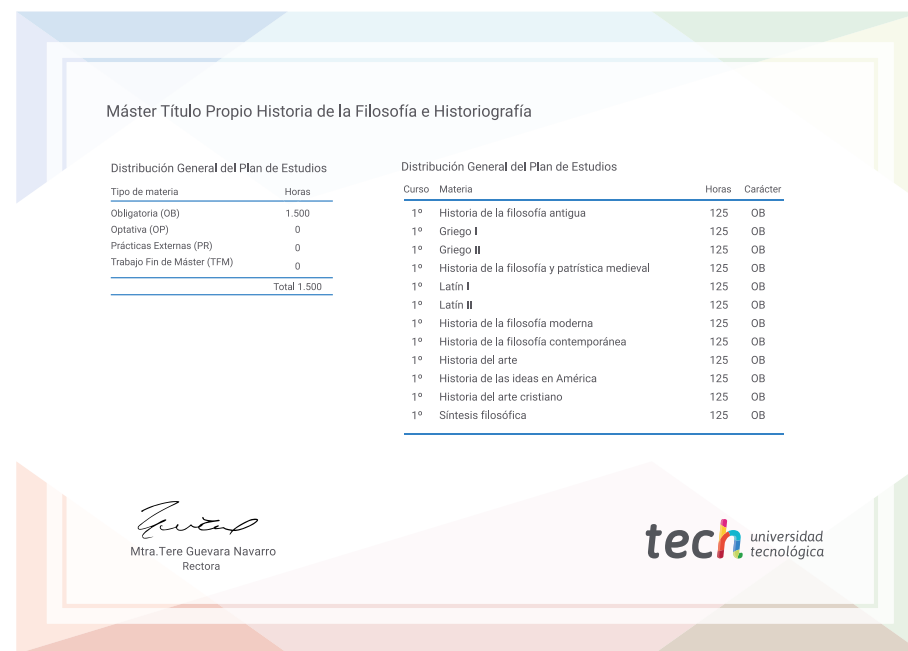 Máster Título Propio Historia de la Filosofía e Historiografía
Distribución General del Plan de Estudios
Tipo de materia Horas
Obligatoria (OB) 1.500
Optativa (OP) 0
Prácticas Externas (PR) 0
Trabajo Fin de Máster (TFM) 0
Total 1.500
Distribución General del Plan de Estudios
Curso Materia Horas Carácter
1º Historia de la filosofía antigua 125 OB
1º Griego I 125 OB
1º Griego II 125 OB
1º Historia de la filosofía y patrística medieval 125 OB
1º Latín I 125 OB
1º Latín II 125 OB
1º Historia de la filosofía moderna 125 OB
1º Historia de la filosofía contemporánea 125 OB
1º Historia del arte 125 OB
1º Historia de las ideas en América 125 OB
1º Historia del arte cristiano 125 OB
1º Síntesis filosófica 125 OB
Mtra.Tere Guevara Navarro
Rectora
tech universidad
tecnológica